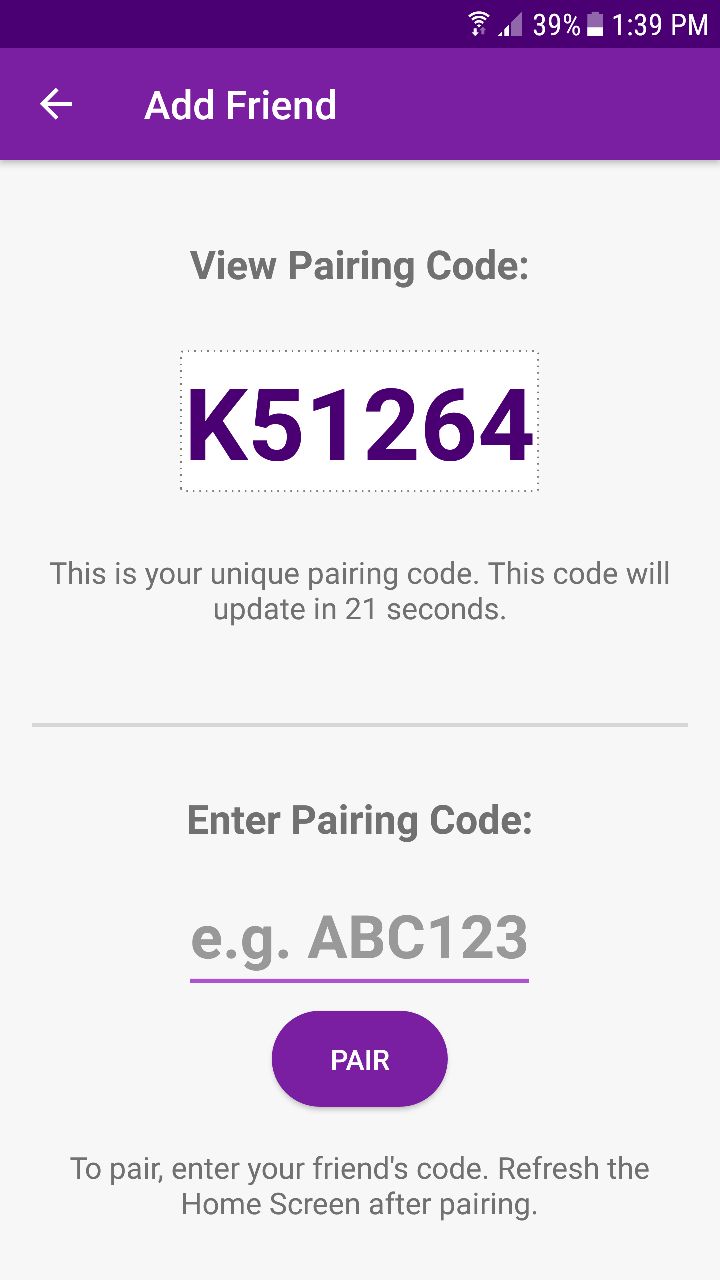 39% 1:39 PM
Add Friend
View Pairing Code:
K51264
This is your unique pairing code. This code will
update in 21 seconds.
Enter Pairing Code:
e.g. ABC123
PAIR
To pair, enter your friend's code. Refresh the
Home Screen after pairing.